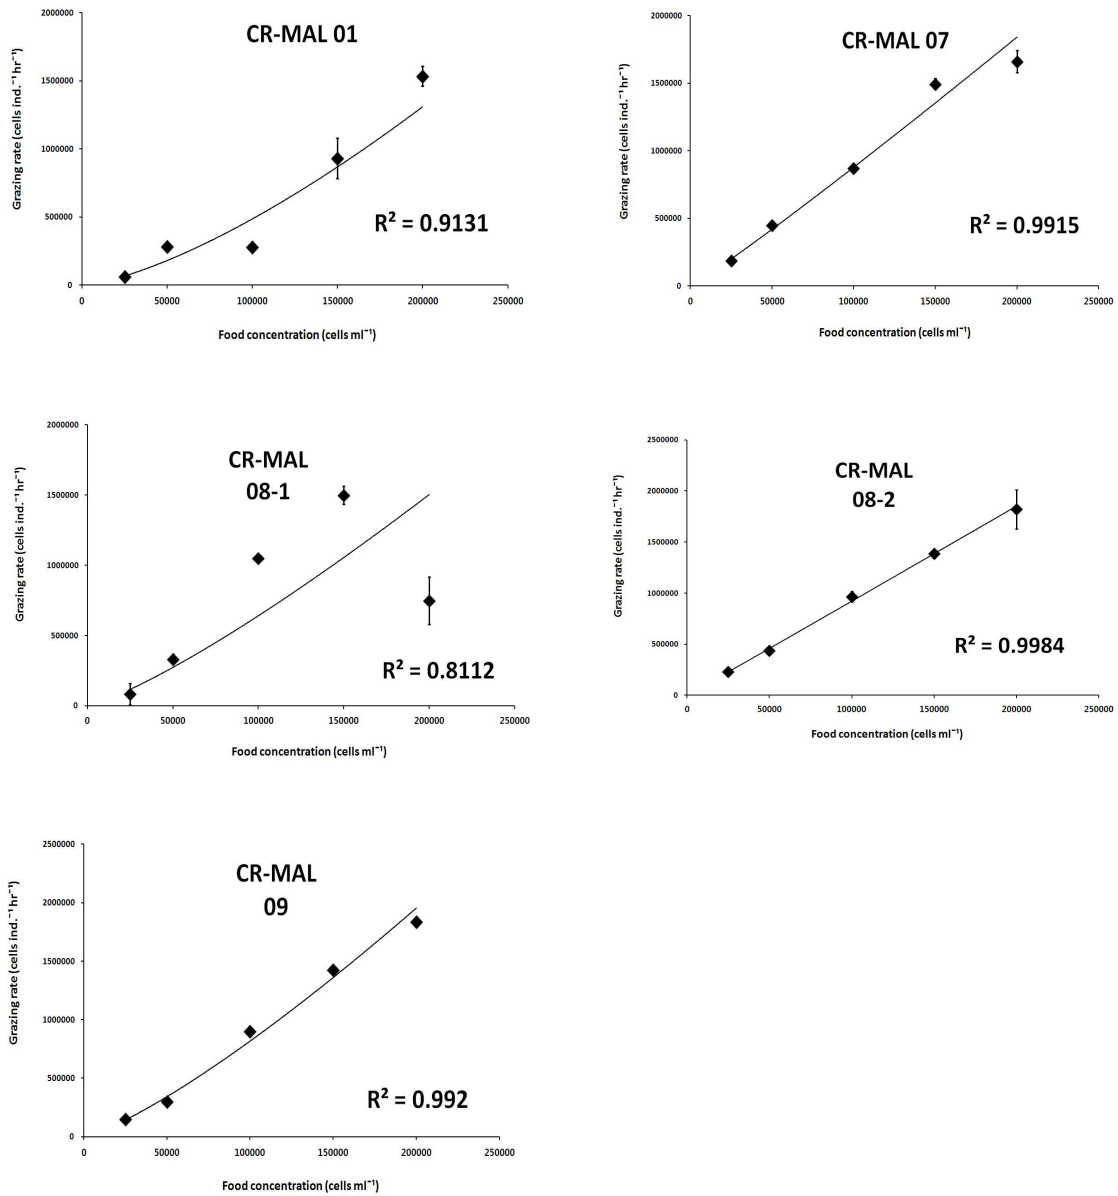 CR-MAL 01
2000000
1500000
1000000
500000
0
Grazing rate (cells ind.⁻¹ hr⁻¹)
R² = 0.9131
0 50000 100000 150000 200000 250000
Food concentration (cells ml⁻¹)
CR-MAL 07
2000000
1500000
1000000
500000
0
Grazing rate (cells ind.⁻¹ hr⁻¹)
R² = 0.9915
0 50000 100000 150000 200000 250000
Food concentration (cells ml⁻¹)
CR-MAL
08-1
2000000
1500000
1000000
500000
0
Grazing rate (cells ind.⁻¹ hr⁻¹)
R² = 0.8112
0 50000 100000 150000 200000 250000
Food concentration (cells ml⁻¹)
CR-MAL
08-2
2500000
2000000
1500000
1000000
500000
0
Grazing rate (cells ind.⁻¹ hr⁻¹)
R² = 0.9984
0 50000 100000 150000 200000 250000
Food concentration (cells ml⁻¹)
CR-MAL
09
2500000
2000000
1500000
1000000
500000
0
Grazing rate (cells ind.⁻¹ hr⁻¹)
R² = 0.992
0 50000 100000 150000 200000 250000
Food concentration (cells ml⁻¹)